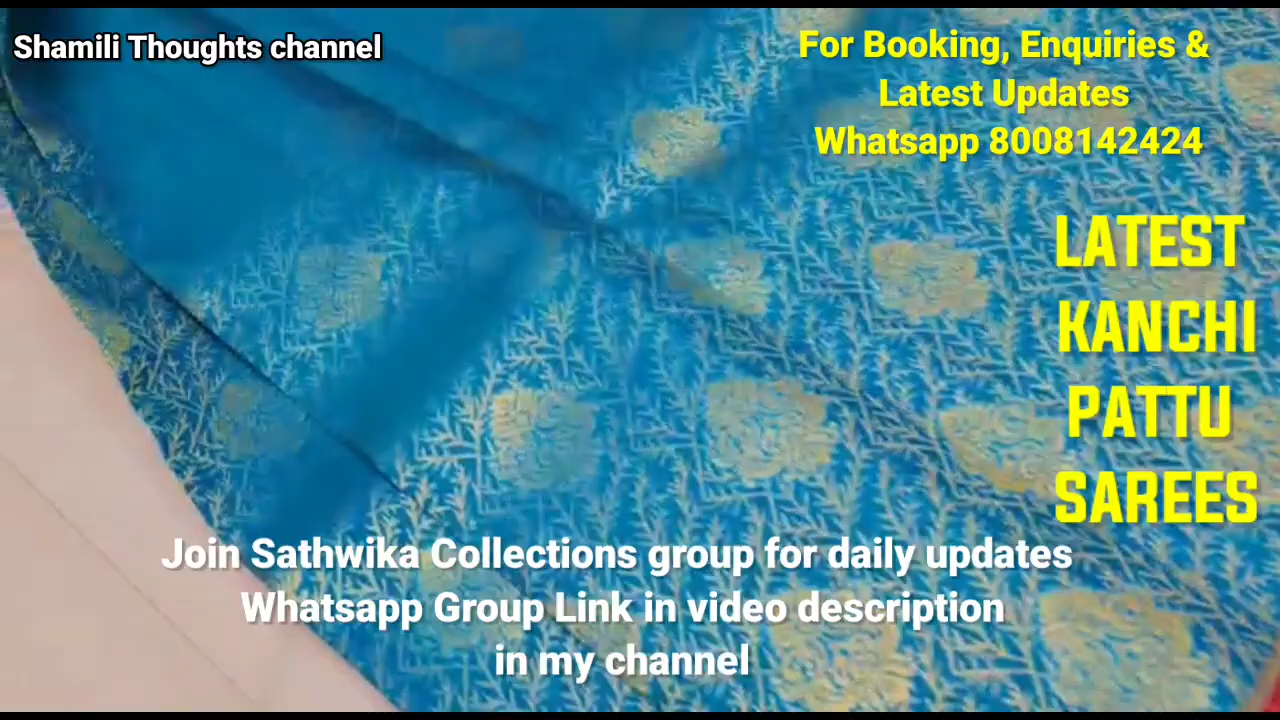 Shamili Thoughts channel
For Booking, Enquiries &
Latest Updates
Whatsapp 8008142424
LATEST
KANCHI
PATTU
SAREES
Join Sathwika Collections group for daily updates
Whatsapp Group Link in video description
in my channel